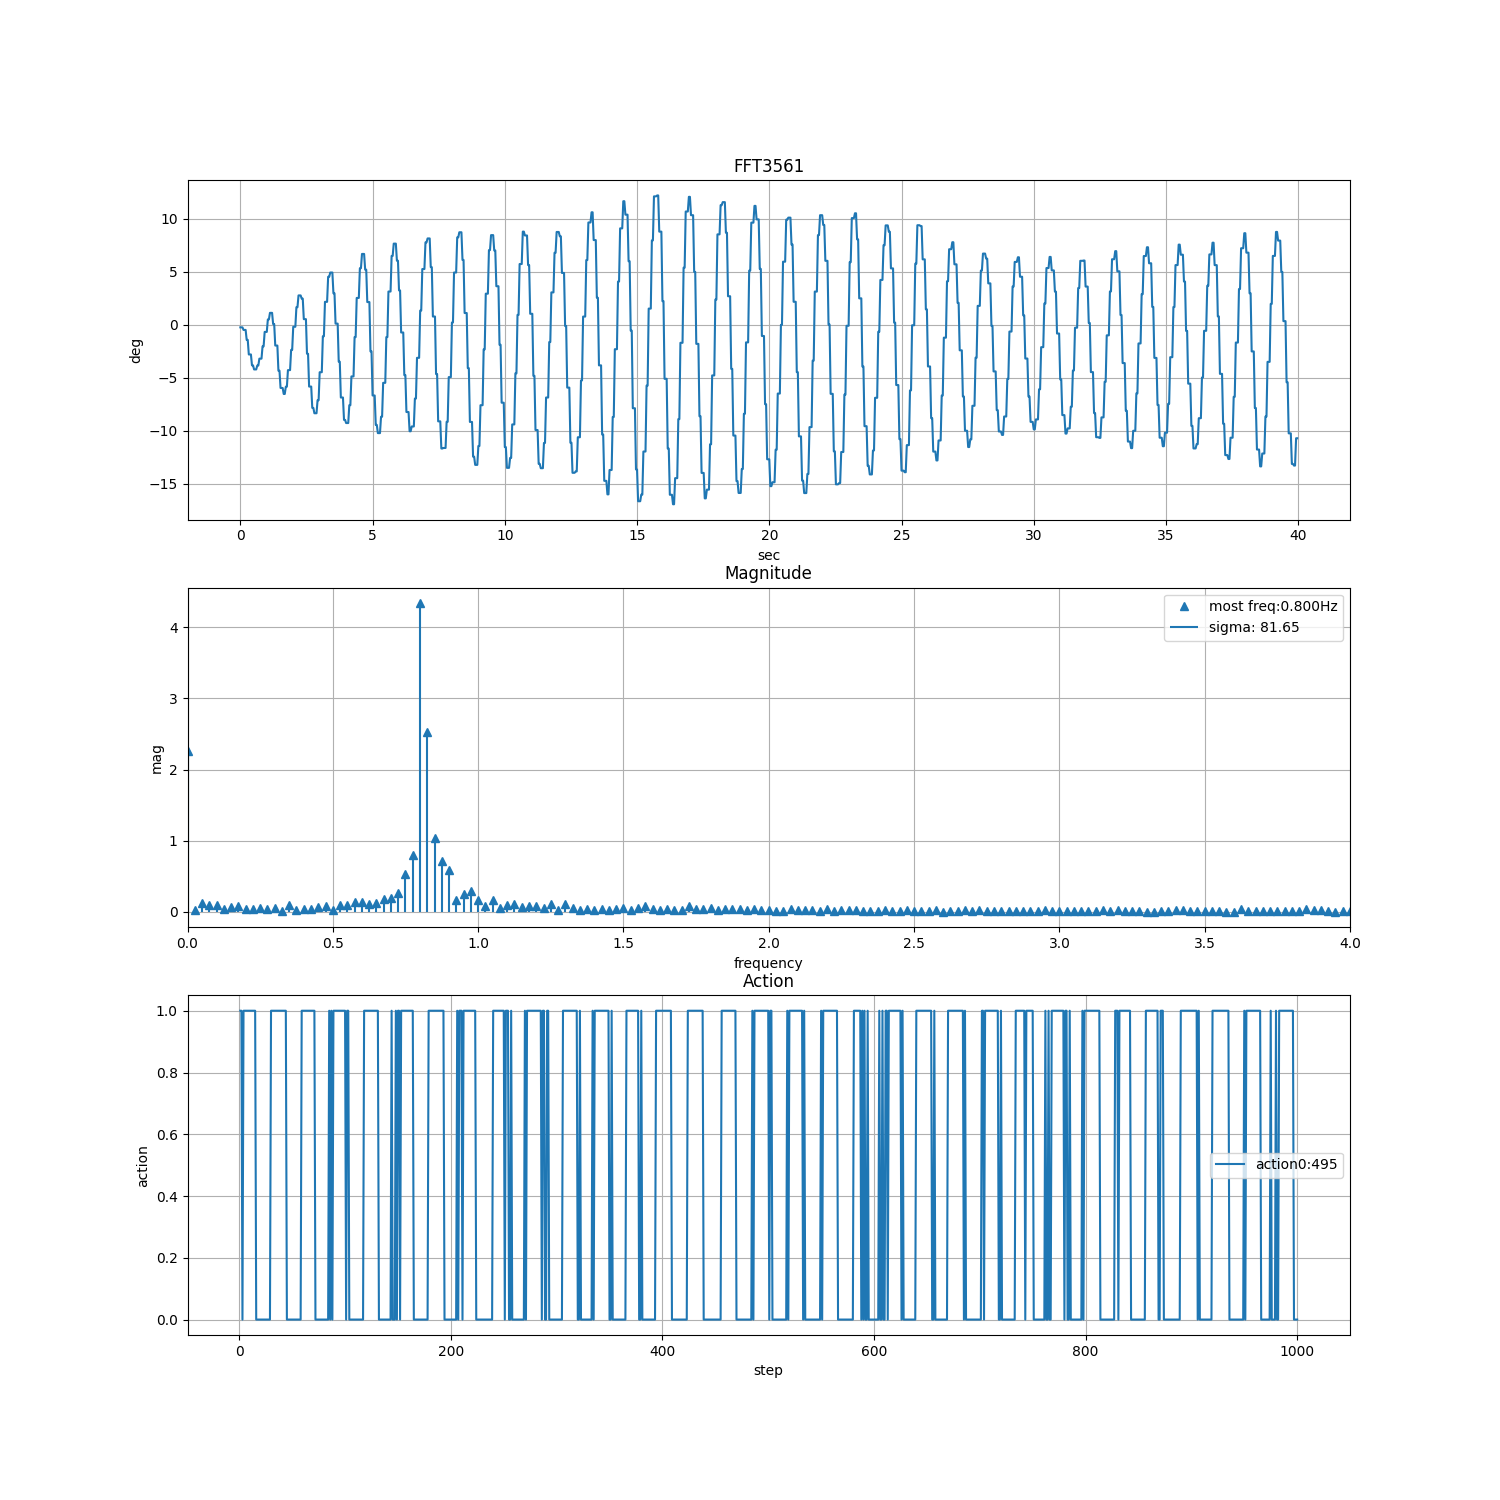 FFT3561
10
5
0
−5
−10
−15
deg
0 5 10 15 20 25 30 35 40
sec
Magnitude
most freq:0.800Hz
sigma: 81.65
4
3
2
1
0
mag
0.0 0.5 1.0 1.5 2.0 2.5 3.0 3.5 4.0
frequency
Action
1.0
0.8
0.6
0.4
0.2
0.0
action
action0:495
0 200 400 600 800 1000
step